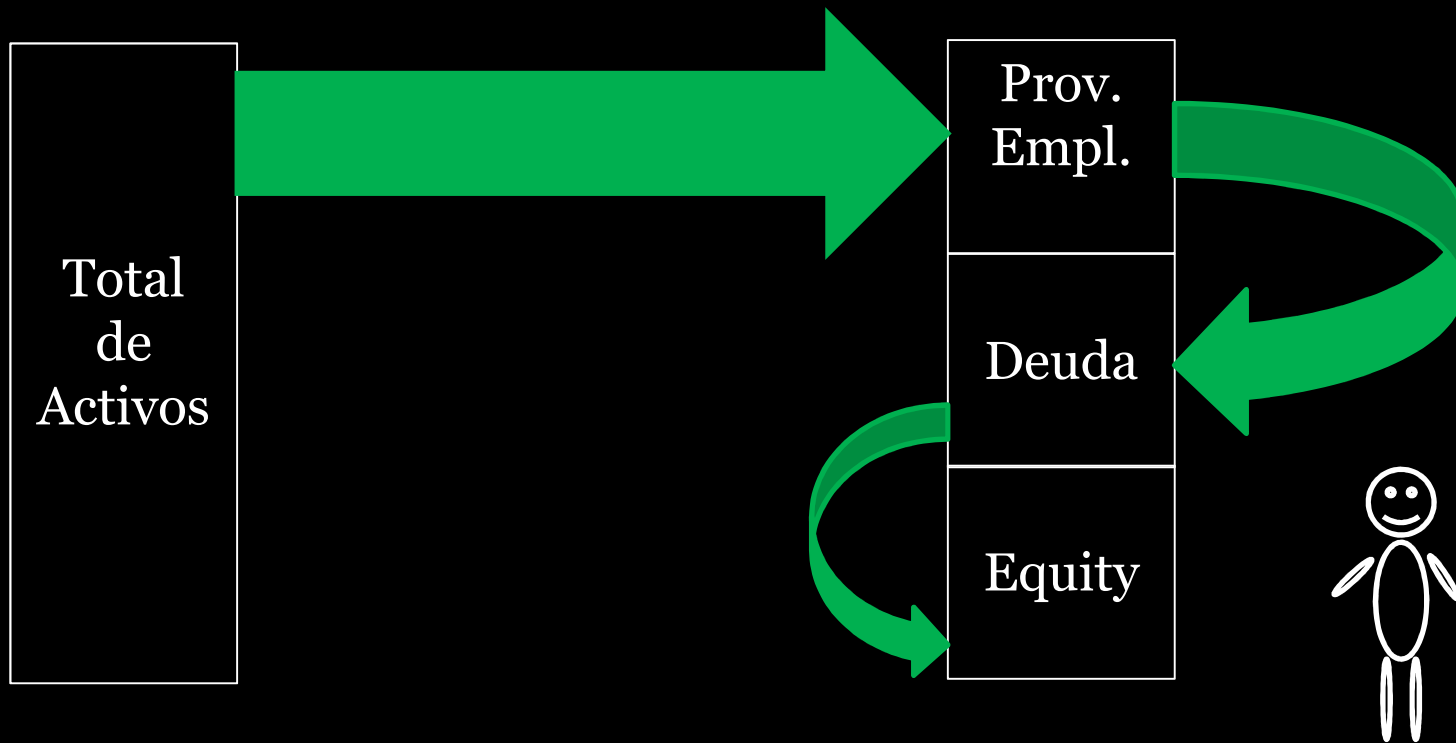 Total
de
Activos
Prov.
Empl.
Deuda
Equity